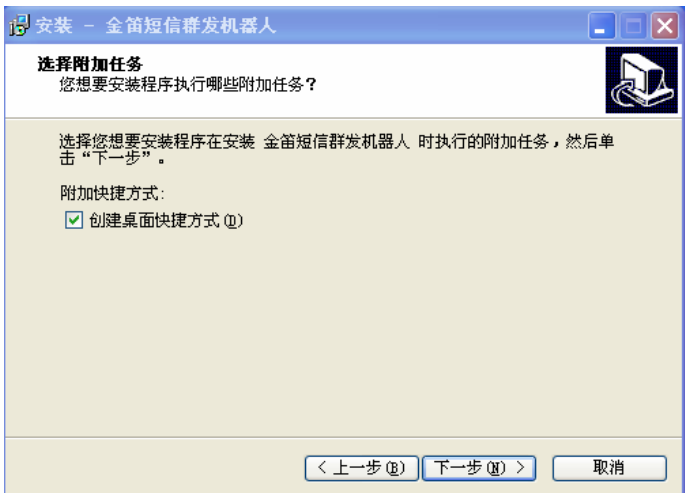 安装 - 金笛短信群发机器人
选择附加任务
您想要安装程序执行哪些附加任务?
选择您想要安装程序在安装 金笛短信群发机器人 时执行的附加任务，然后单
击“下一步”。
附加快捷方式:
创建桌面快捷方式(D)
< 上一步(B)
下一步(N) >
取消